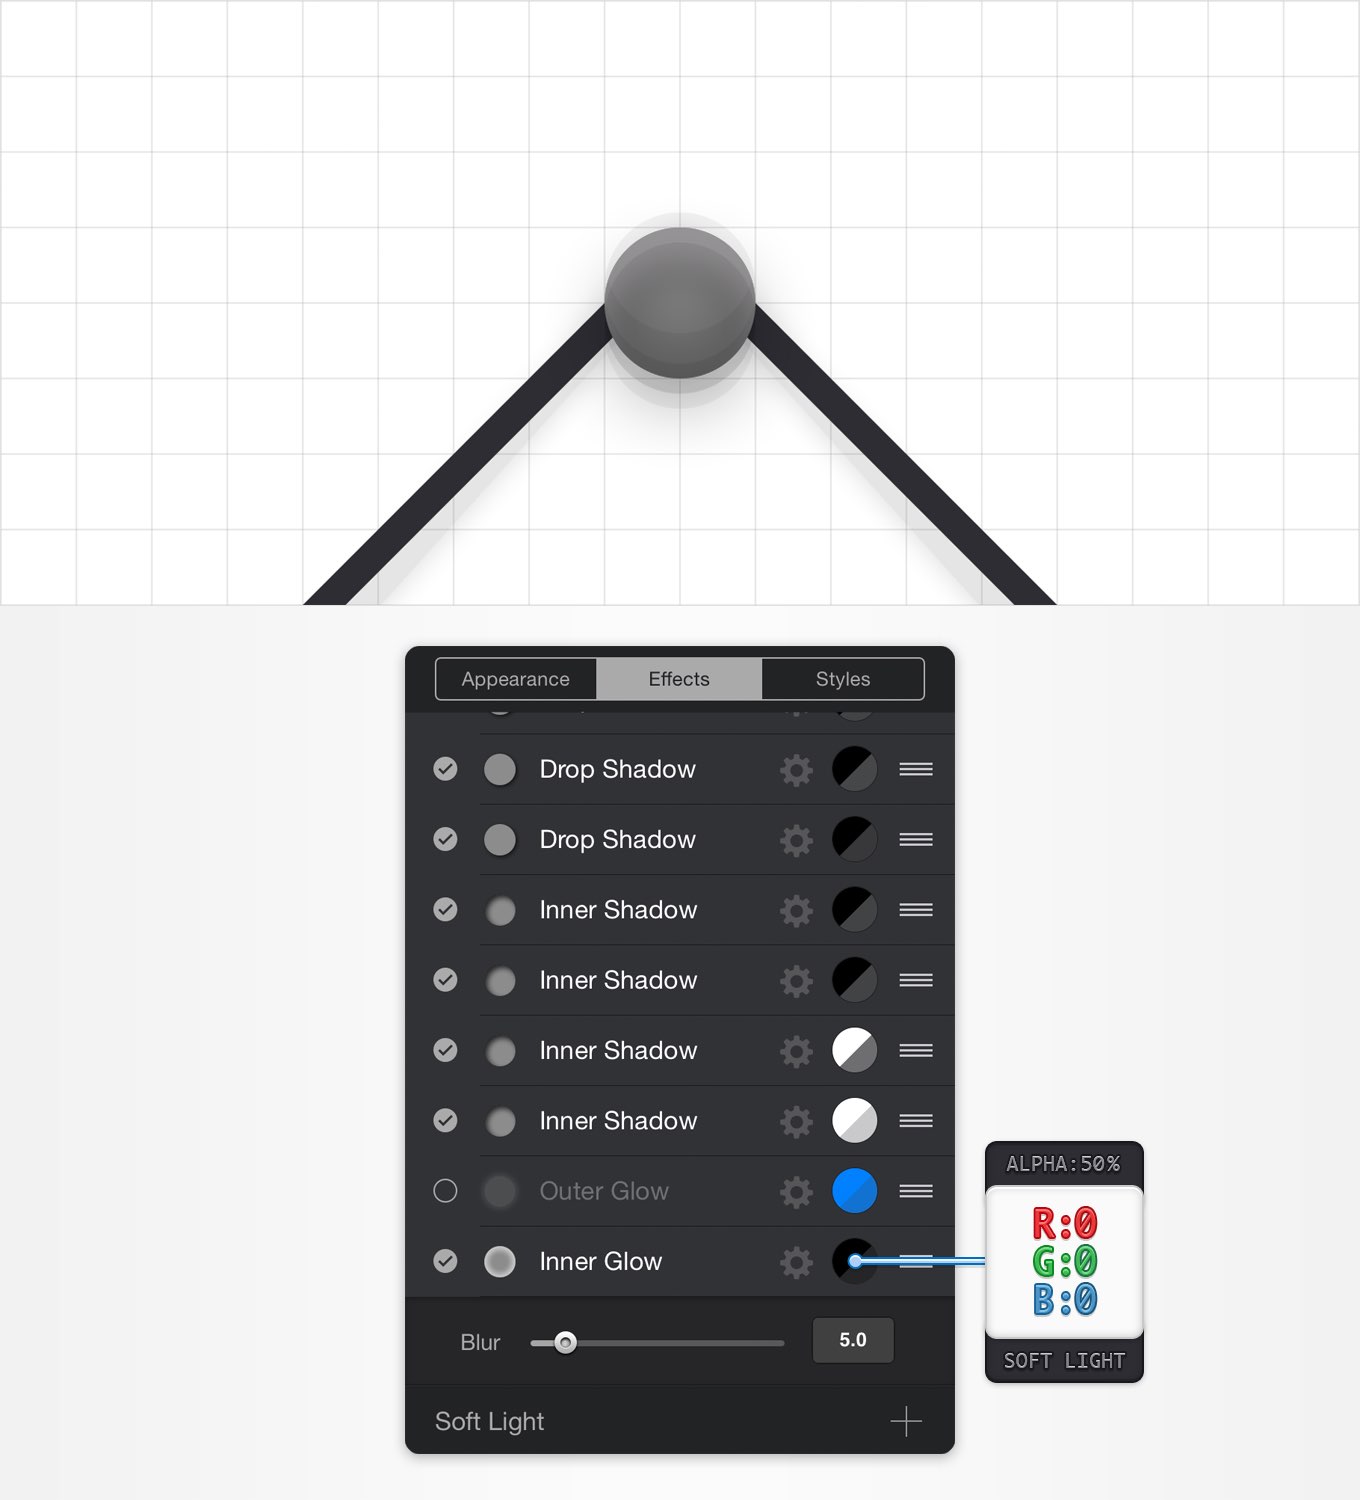 Appearance Effects Styles
Drop Shadow
Drop Shadow
Inner Shadow
Inner Shadow
Inner Shadow
Inner Shadow
Outer Glow
Inner Glow
Blur 5.0
Soft Light
ALPHA:50%
R:0
G:0
B:0
SOFT LIGHT